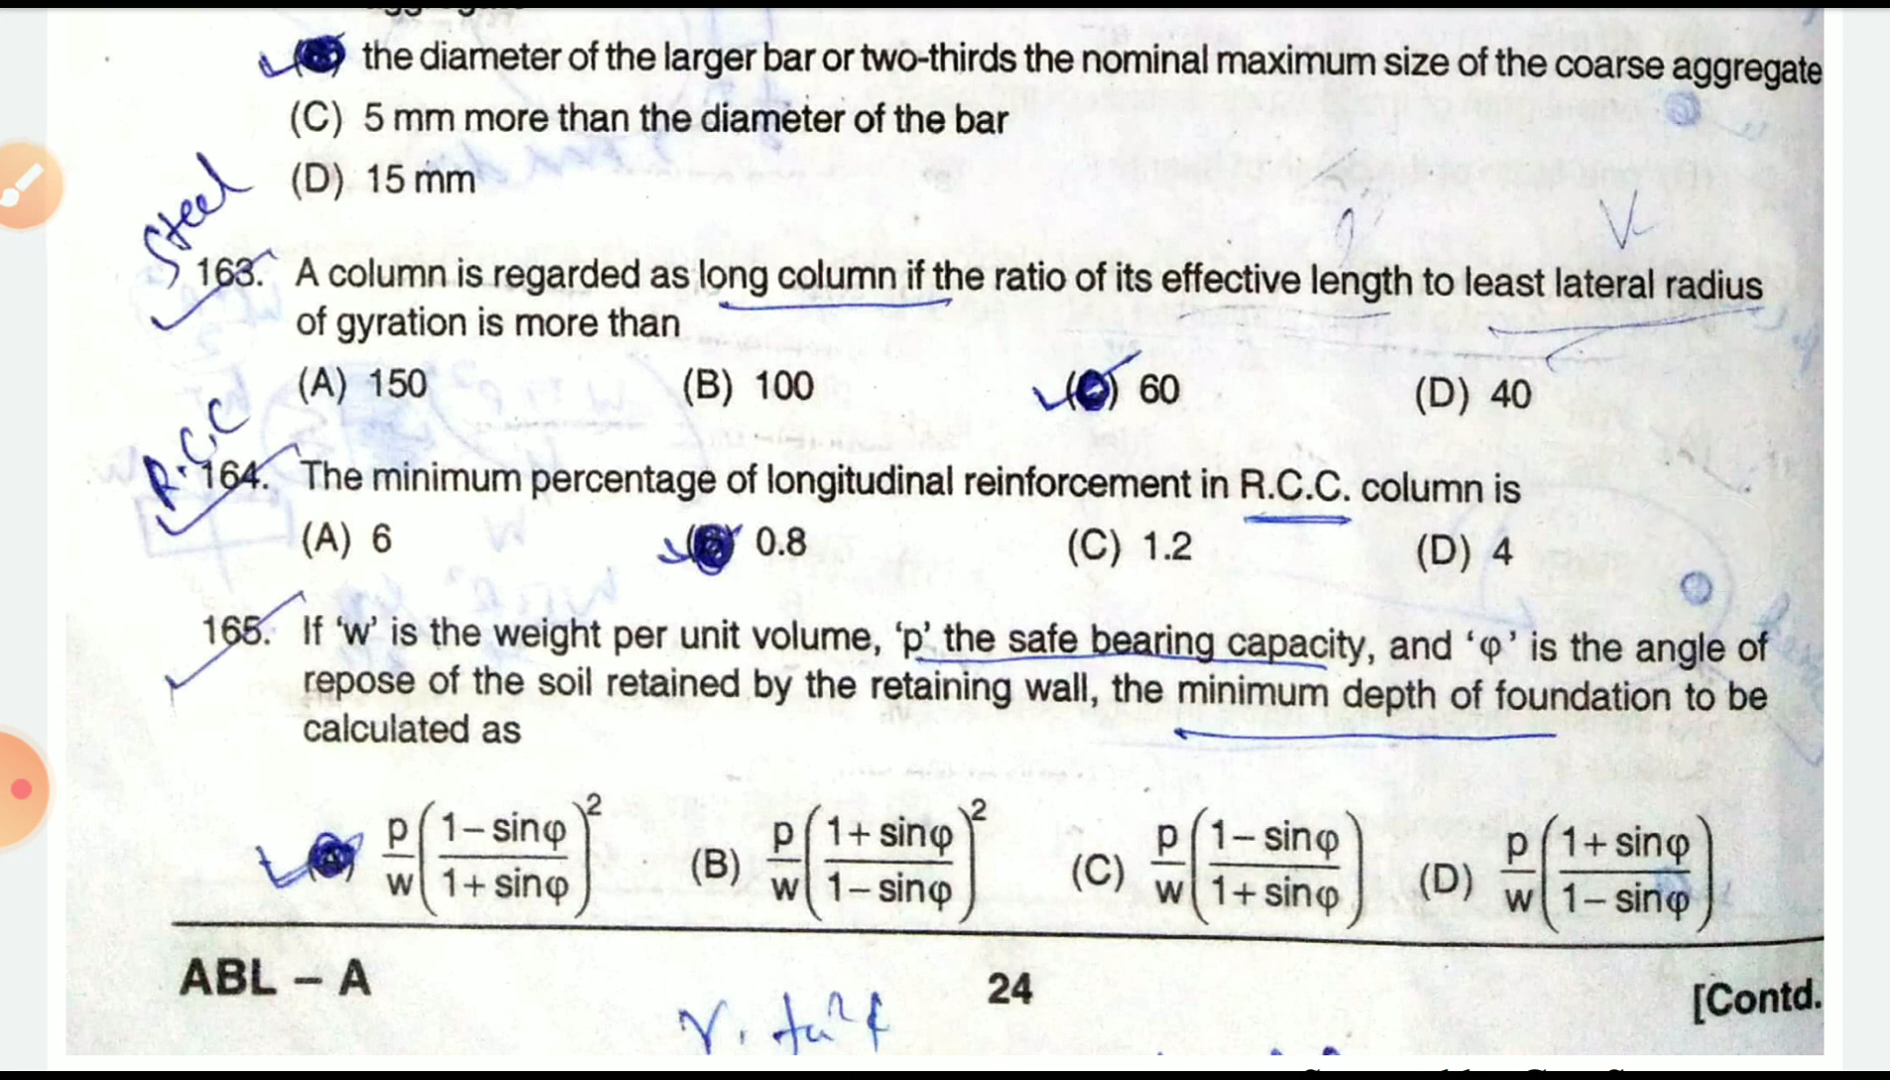 the diameter of the larger bar or two-thirds the nominal maximum size of the coarse aggregate
(C) 5 mm more than the diameter of the bar
(D) 15 mm
Steel
163. A column is regarded as long column if the ratio of its effective length to least lateral radius
of gyration is more than
(A) 150 (B) 100 (C) 60 (D) 40
R.C.C
164. The minimum percentage of longitudinal reinforcement in R.C.C. column is
(A) 6 0.8 (C) 1.2 (D) 4
165. If ‘w’ is the weight per unit volume, ‘p’ the safe bearing capacity, and ‘φ’ is the angle of
repose of the soil retained by the retaining wall, the minimum depth of foundation to be
calculated as
(A) p/w (1 – sinφ / 1 + sinφ)² (B) p/w (1 + sinφ / 1 – sinφ)² (C) p/w (1 – sinφ / 1 + sinφ) (D) p/w (1 + sinφ / 1 – sinφ)
ABL – A 24 [Contd.